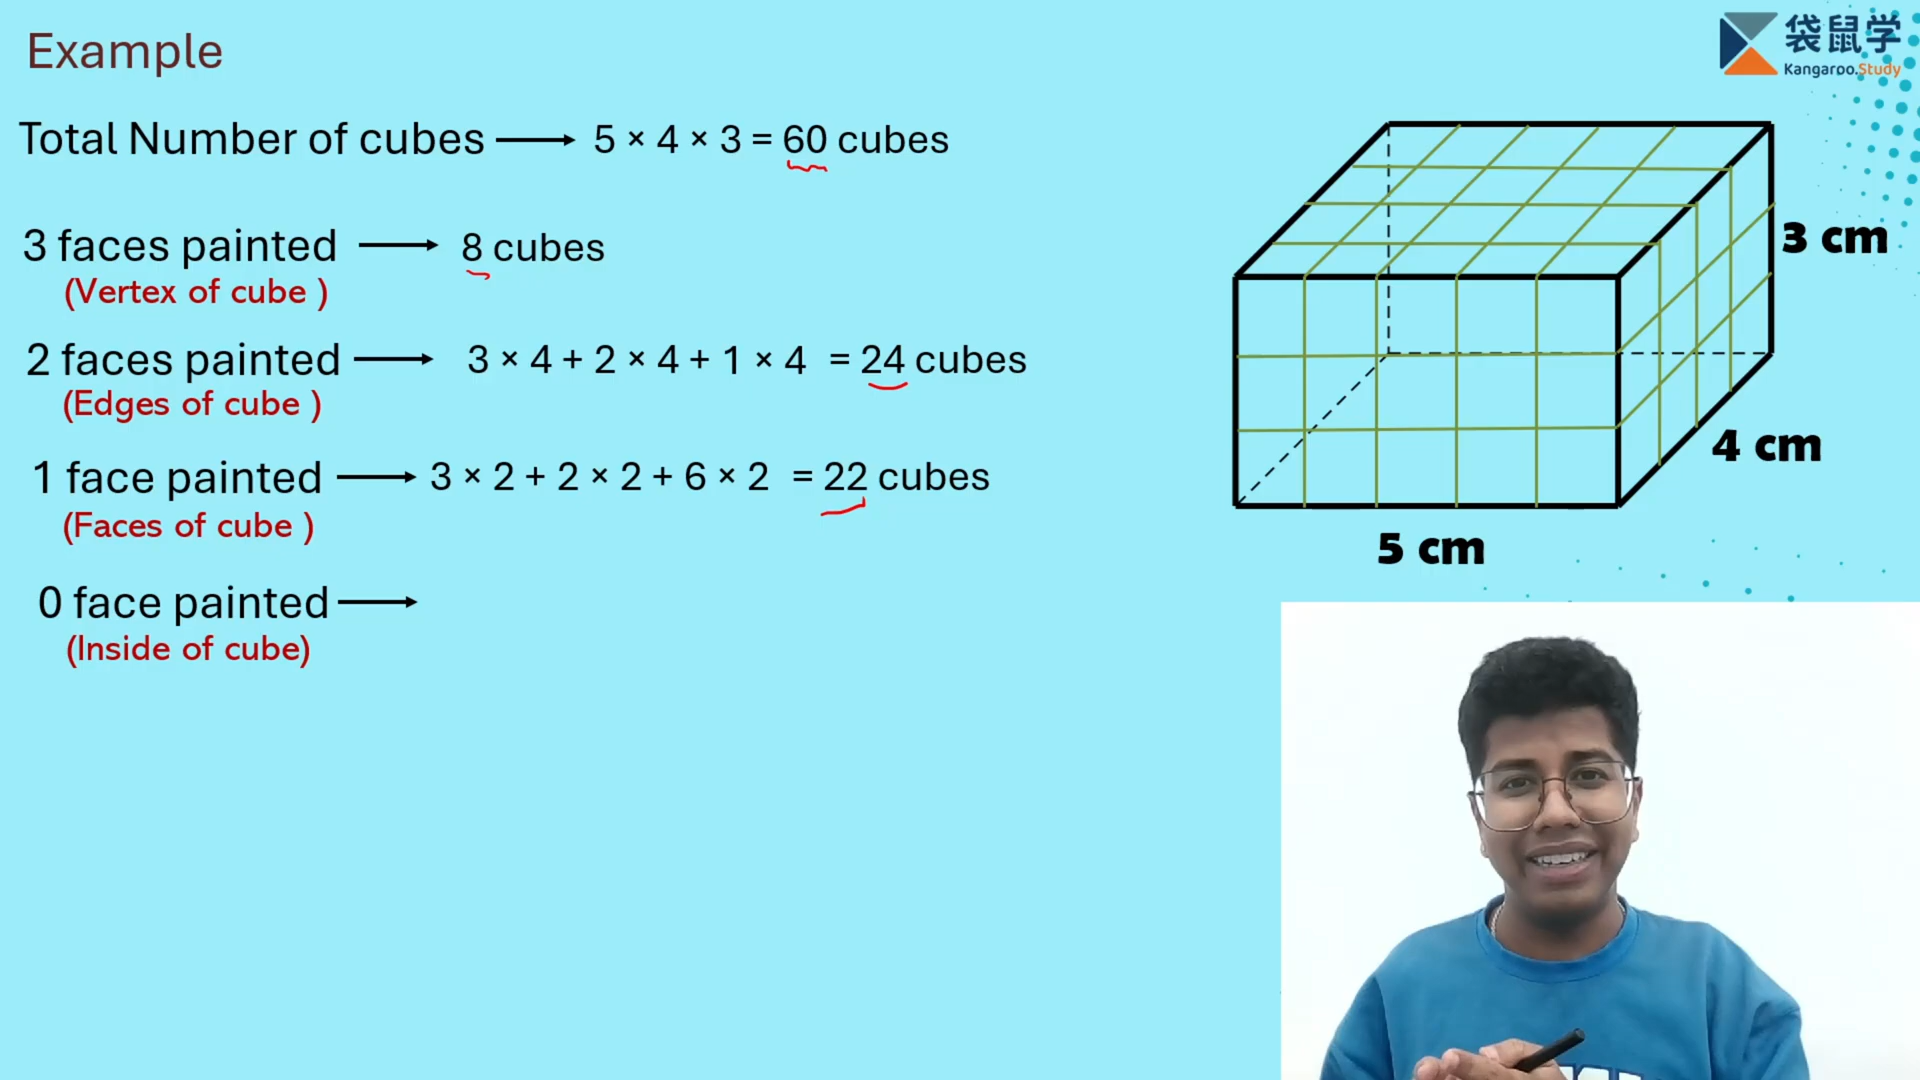 Example
袋鼠学
Kangaroo.Study
Total Number of cubes → 5 × 4 × 3 = 60 cubes
3 faces painted → 8 cubes
(Vertex of cube )
3 cm
2 faces painted → 3 × 4 + 2 × 4 + 1 × 4 = 24 cubes
(Edges of cube )
4 cm
1 face painted → 3 × 2 + 2 × 2 + 6 × 2 = 22 cubes
(Faces of cube )
5 cm
0 face painted →
(Inside of cube)